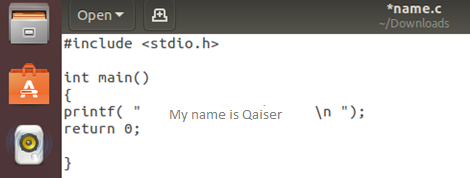 Open
*name.c
~/Downloads
#include <stdio.h>
int main()
{
printf( " My name is Qaiser \n ");
return 0;
}